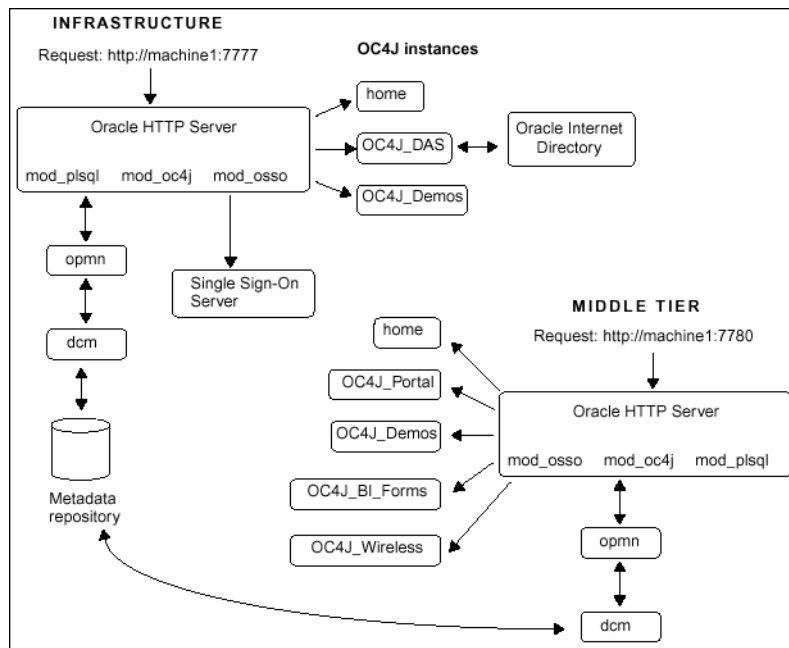 INFRASTRUCTURE
Request: http://machine1:7777
OC4J instances
home
Oracle HTTP Server
OC4J_DAS
Oracle Internet
Directory
mod_plsql mod_oc4j mod_osso
OC4J_Demos
opmn
Single Sign-On
Server
dcm
Metadata
repository
MIDDLE TIER
Request: http://machine1:7780
home
OC4J_Portal
Oracle HTTP Server
OC4J_Demos
mod_osso mod_oc4j mod_plsql
OC4J_BI_Forms
OC4J_Wireless
opmn
dcm